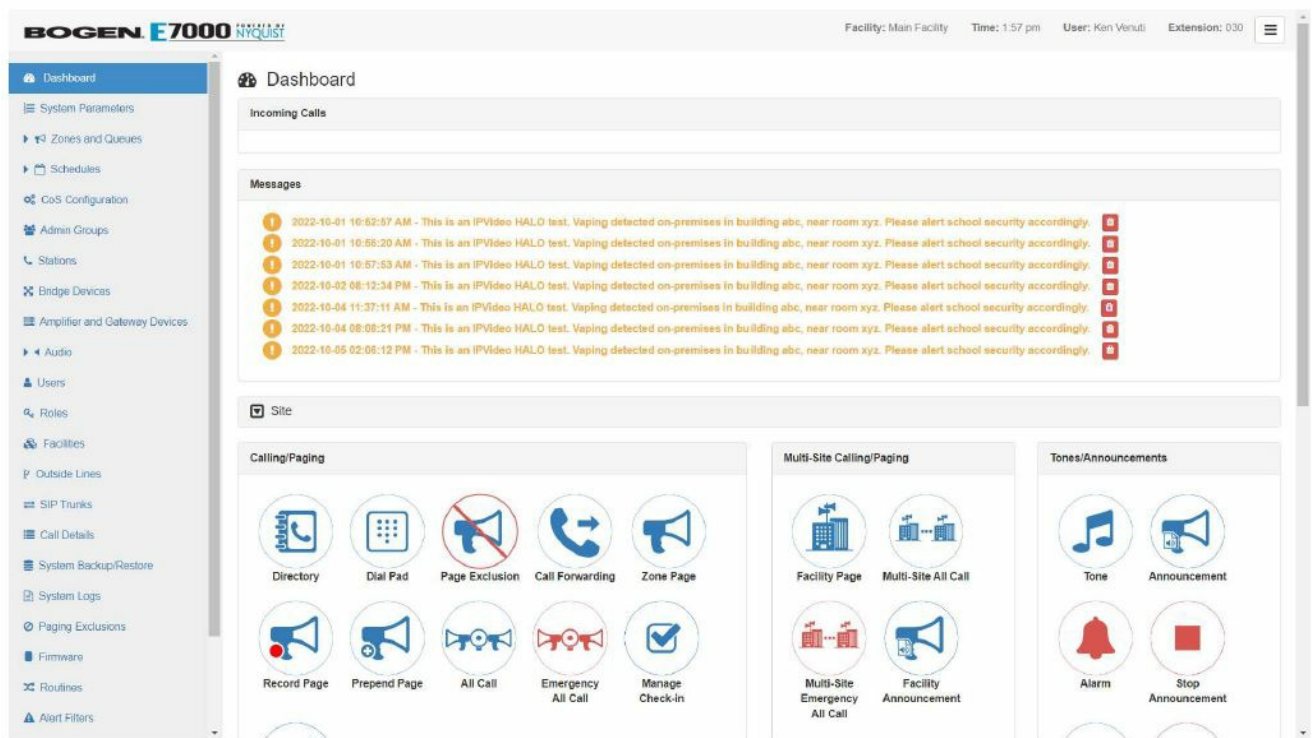 BOGEN E7000 POWERED BY NYQUIST
Facility: Main Facility Time: 1:57 pm User: Ken Venuti Extension: 030
Dashboard
System Parameters
Zones and Queues
Schedules
CoS Configuration
Admin Groups
Stations
Bridge Devices
Amplifier and Gateway Devices
Audio
Users
Roles
Facilities
Outside Lines
SIP Trunks
Call Details
System Backup/Restore
System Logs
Paging Exclusions
Firmware
Routines
Alert Filters
Dashboard
Incoming Calls
Messages
2022-10-01 10:52:57 AM - This is an IPVideo HALO test. Vaping detected on-premises in building abc, near room xyz. Please alert school security accordingly.
2022-10-01 10:56:20 AM - This is an IPVideo HALO test. Vaping detected on-premises in building abc, near room xyz. Please alert school security accordingly.
2022-10-01 10:57:53 AM - This is an IPVideo HALO test. Vaping detected on-premises in building abc, near room xyz. Please alert school security accordingly.
2022-10-02 08:12:34 PM - This is an IPVideo HALO test. Vaping detected on-premises in building abc, near room xyz. Please alert school security accordingly.
2022-10-04 11:37:11 AM - This is an IPVideo HALO test. Vaping detected on-premises in building abc, near room xyz. Please alert school security accordingly.
2022-10-04 08:08:21 PM - This is an IPVideo HALO test. Vaping detected on-premises in building abc, near room xyz. Please alert school security accordingly.
2022-10-05 02:06:12 PM - This is an IPVideo HALO test. Vaping detected on-premises in building abc, near room xyz. Please alert school security accordingly.
Site
Calling/Paging
Directory Dial Pad Page Exclusion Call Forwarding Zone Page
Record Page Prepend Page All Call Emergency Manage
All Call Check-in
Multi-Site Calling/Paging
Facility Page Multi-Site All Call
Multi-Site Facility
Emergency Announcement
All Call
Tones/Announcements
Tone Announcement
Alarm Stop
Announcement